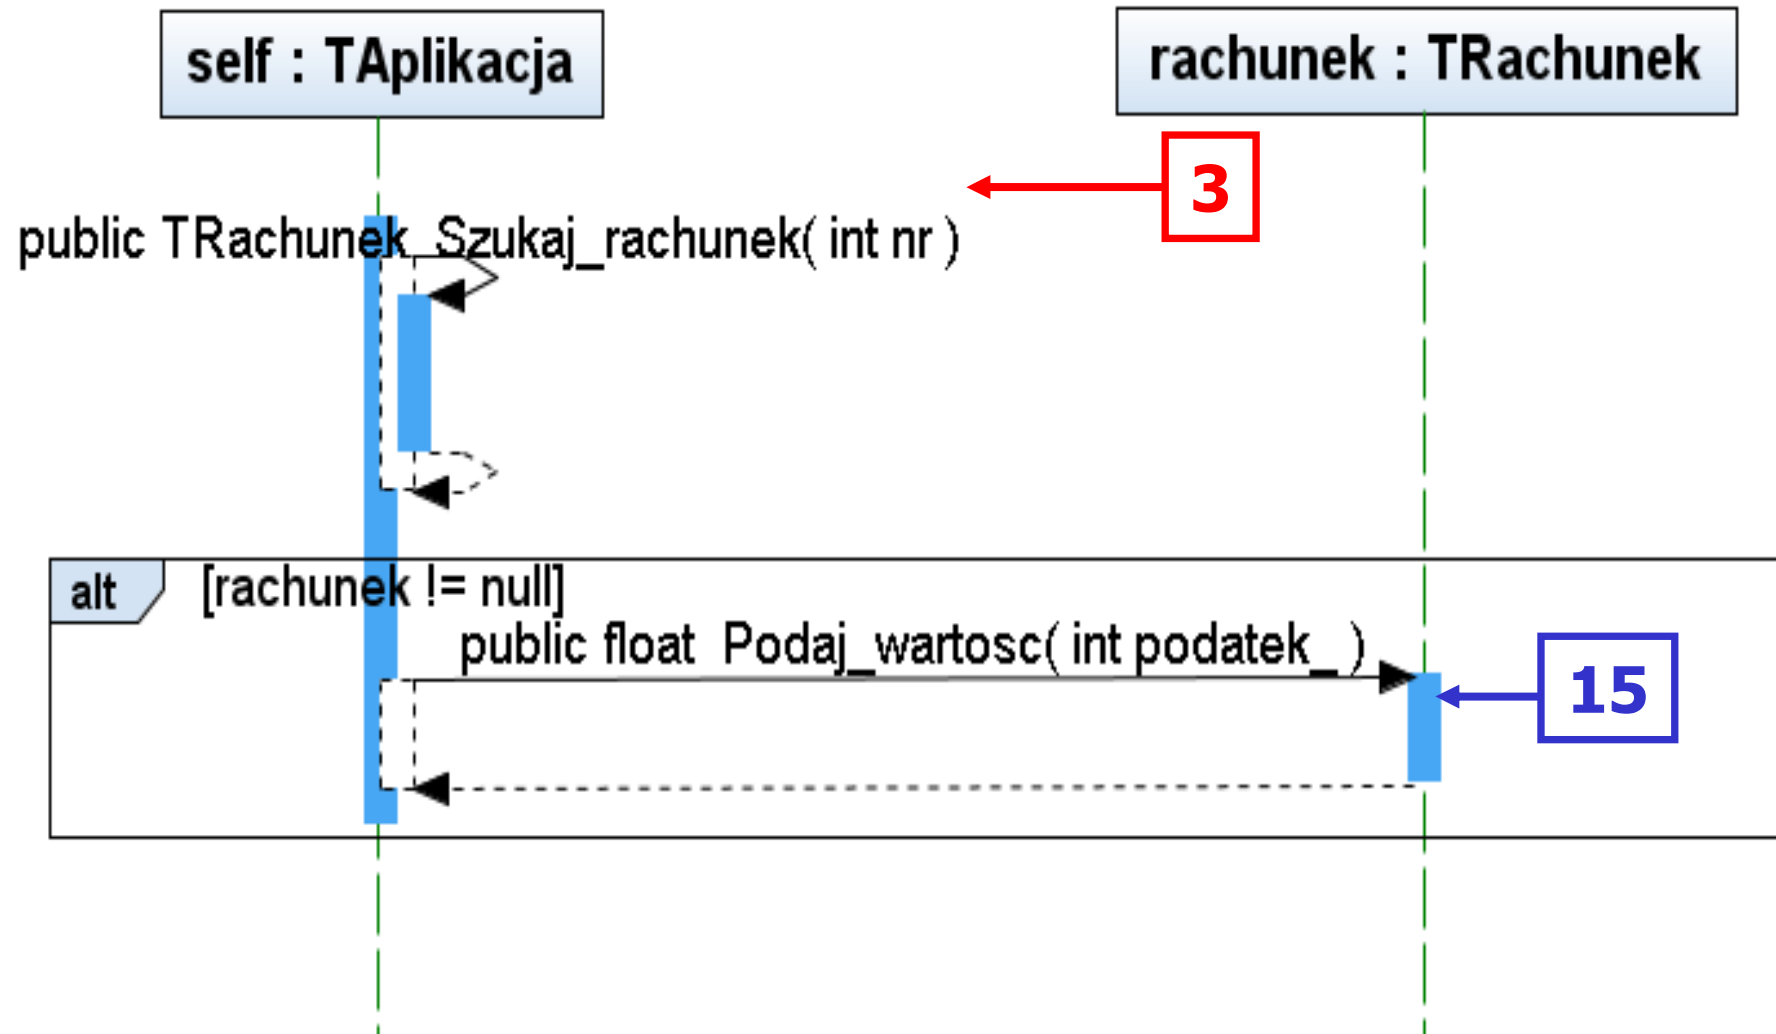 self : TAplikacja
rachunek : TRachunek
3
public TRachunek Szukaj_rachunek( int nr )
alt
[rachunek != null]
public float Podaj_wartosc( int podatek_ )
15